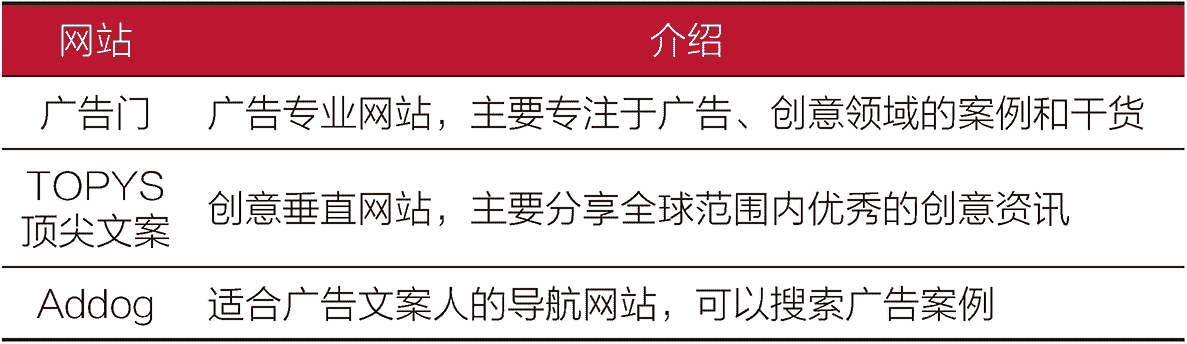 网站 介绍
广告门 广告专业网站，主要专注于广告、创意领域的案例和干货
TOPYS
顶尖文案 创意垂直网站，主要分享全球范围内优秀的创意资讯
Addog 适合广告文案人的导航网站，可以搜索广告案例